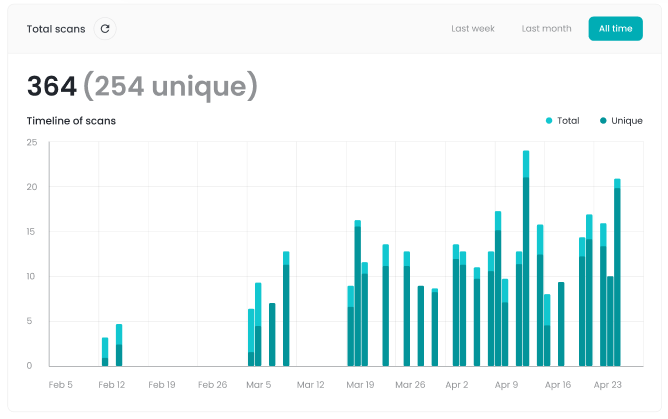 Total scans
Last week
Last month
All time
364 (254 unique)
Timeline of scans
Total
Unique
25
20
15
10
5
0
Feb 5
Feb 12
Feb 19
Feb 26
Mar 5
Mar 12
Mar 19
Mar 26
Apr 2
Apr 9
Apr 16
Apr 23